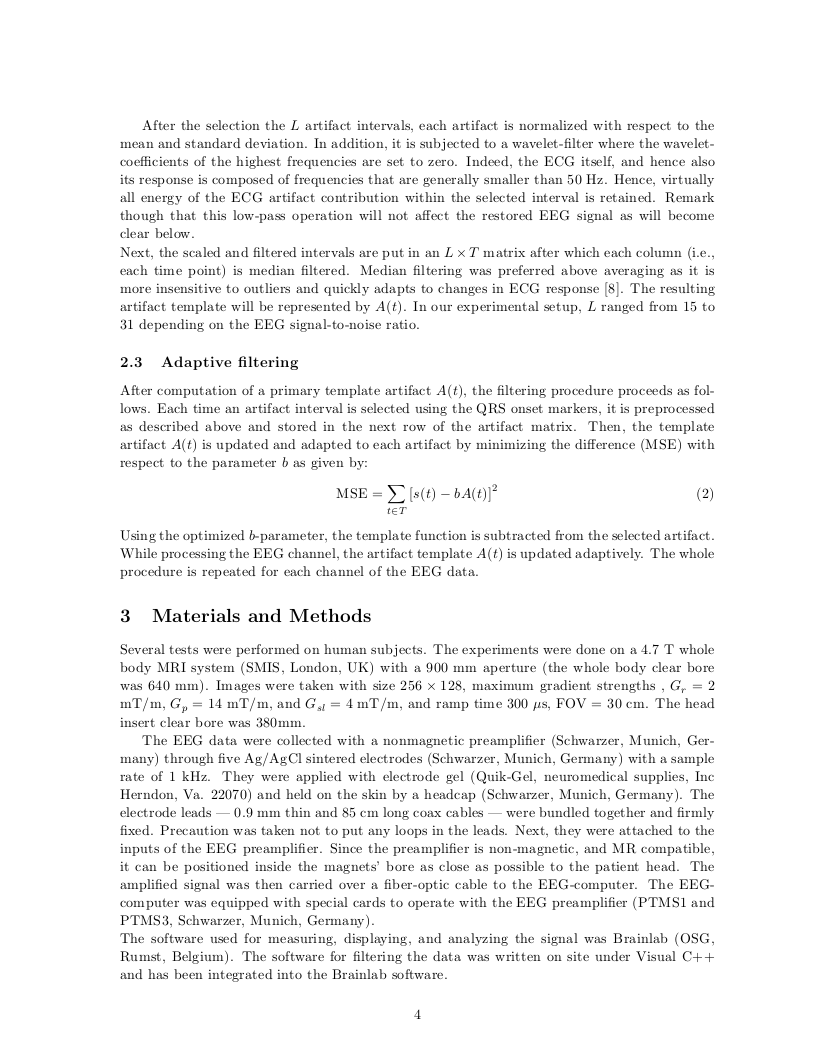 After the selection the L artifact intervals, each artifact is normalized with respect to the
mean and standard deviation. In addition, it is subjected to a wavelet-filter where the wavelet-
coefficients of the highest frequencies are set to zero. Indeed, the ECG itself, and hence also
its response is composed of frequencies that are generally smaller than 50 Hz. Hence, virtually
all energy of the ECG artifact contribution within the selected interval is retained. Remark
though that this low-pass operation will not affect the restored EEG signal as will become
clear below.
Next, the scaled and filtered intervals are put in an L × T matrix after which each column (i.e.,
each time point) is median filtered. Median filtering was preferred above averaging as it is
more insensitive to outliers and quickly adapts to changes in ECG response [8]. The resulting
artifact template will be represented by A(t). In our experimental setup, L ranged from 15 to
31 depending on the EEG signal-to-noise ratio.
2.3 Adaptive filtering
After computation of a primary template artifact A(t), the filtering procedure proceeds as fol-
lows. Each time an artifact interval is selected using the QRS onset markers, it is preprocessed
as described above and stored in the next row of the artifact matrix. Then, the template
artifact A(t) is updated and adapted to each artifact by minimizing the difference (MSE) with
respect to the parameter b as given by:
MSE = ∑_{t∈T} [s(t) − bA(t)]² (2)
Using the optimized b-parameter, the template function is subtracted from the selected artifact.
While processing the EEG channel, the artifact template A(t) is updated adaptively. The whole
procedure is repeated for each channel of the EEG data.
3 Materials and Methods
Several tests were performed on human subjects. The experiments were done on a 4.7 T whole
body MRI system (SMIS, London, UK) with a 900 mm aperture (the whole body clear bore
was 640 mm). Images were taken with size 256 × 128, maximum gradient strengths , G_r = 2
mT/m, G_p = 14 mT/m, and G_sl = 4 mT/m, and ramp time 300 μs, FOV = 30 cm. The head
insert clear bore was 380mm.
The EEG data were collected with a nonmagnetic preamplifier (Schwarzer, Munich, Ger-
many) through five Ag/AgCl sintered electrodes (Schwarzer, Munich, Germany) with a sample
rate of 1 kHz. They were applied with electrode gel (Quik-Gel, neuromedical supplies, Inc
Herndon, Va. 22070) and held on the skin by a headcap (Schwarzer, Munich, Germany). The
electrode leads — 0.9 mm thin and 85 cm long coax cables — were bundled together and firmly
fixed. Precaution was taken not to put any loops in the leads. Next, they were attached to the
inputs of the EEG preamplifier. Since the preamplifier is non-magnetic, and MR compatible,
it can be positioned inside the magnets' bore as close as possible to the patient head. The
amplified signal was then carried over a fiber-optic cable to the EEG-computer. The EEG-
computer was equipped with special cards to operate with the EEG preamplifier (PTMS1 and
PTMS3, Schwarzer, Munich, Germany).
The software used for measuring, displaying, and analyzing the signal was Brainlab (OSG,
Rumst, Belgium). The software for filtering the data was written on site under Visual C++
and has been integrated into the Brainlab software.
4